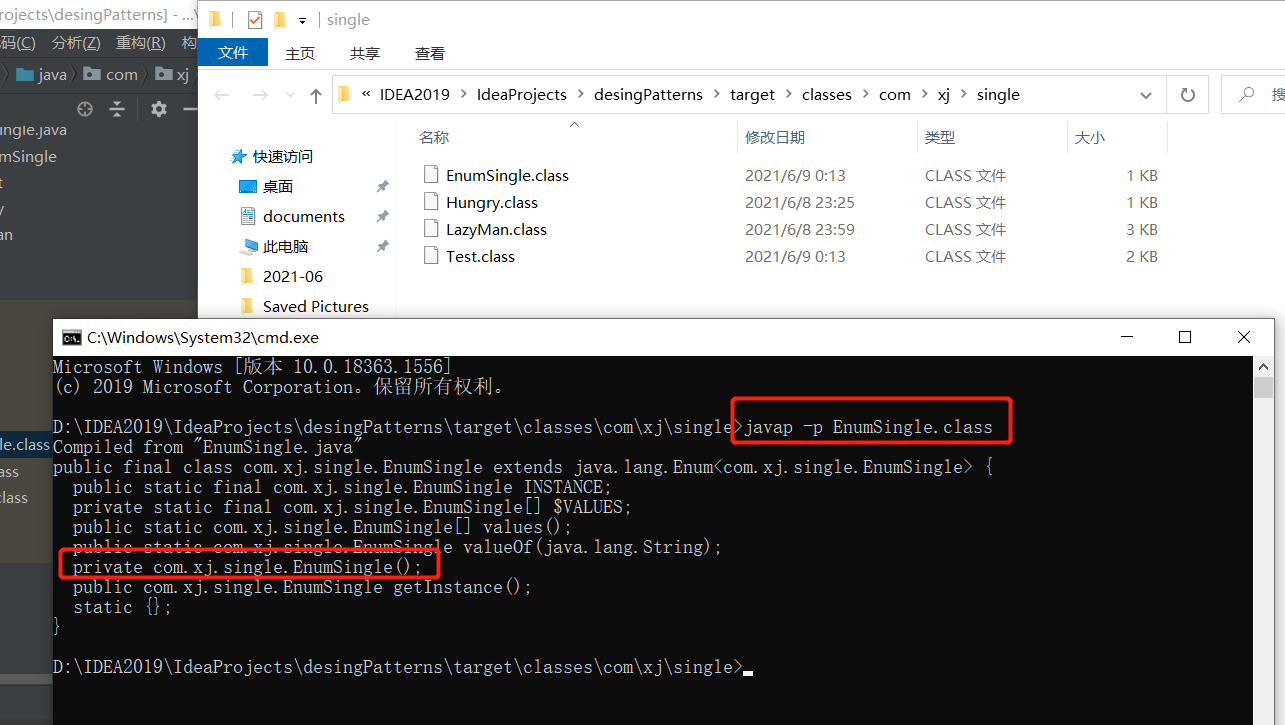 rojects\desingPatterns] - ...\
码(C) 分析(Z) 重构(R) 构
java com xj
ingle.java
mSingle
t
y
an
le.class
ass
class
single
文件 主页 共享 查看
« IDEA2019 > IdeaProjects > desingPatterns > target > classes > com > xj > single 搜
名称 修改日期 类型 大小
快速访问
桌面
documents
此电脑
2021-06
Saved Pictures
EnumSingle.class 2021/6/9 0:13 CLASS 文件 1 KB
Hungry.class 2021/6/8 23:25 CLASS 文件 1 KB
LazyMan.class 2021/6/8 23:59 CLASS 文件 3 KB
Test.class 2021/6/9 0:13 CLASS 文件 2 KB
C:\Windows\System32\cmd.exe
Microsoft Windows [版本 10.0.18363.1556]
(c) 2019 Microsoft Corporation。保留所有权利。
D:\IDEA2019\IdeaProjects\desingPatterns\target\classes\com\xj\single>javap -p EnumSingle.class
Compiled from "EnumSingle.java"
public final class com.xj.single.EnumSingle extends java.lang.Enum<com.xj.single.EnumSingle> {
public static final com.xj.single.EnumSingle INSTANCE;
private static final com.xj.single.EnumSingle[] $VALUES;
public static com.xj.single.EnumSingle[] values();
public static com.xj.single.EnumSingle valueOf(java.lang.String);
private com.xj.single.EnumSingle();
public com.xj.single.EnumSingle getInstance();
static {};
}
D:\IDEA2019\IdeaProjects\desingPatterns\target\classes\com\xj\single>